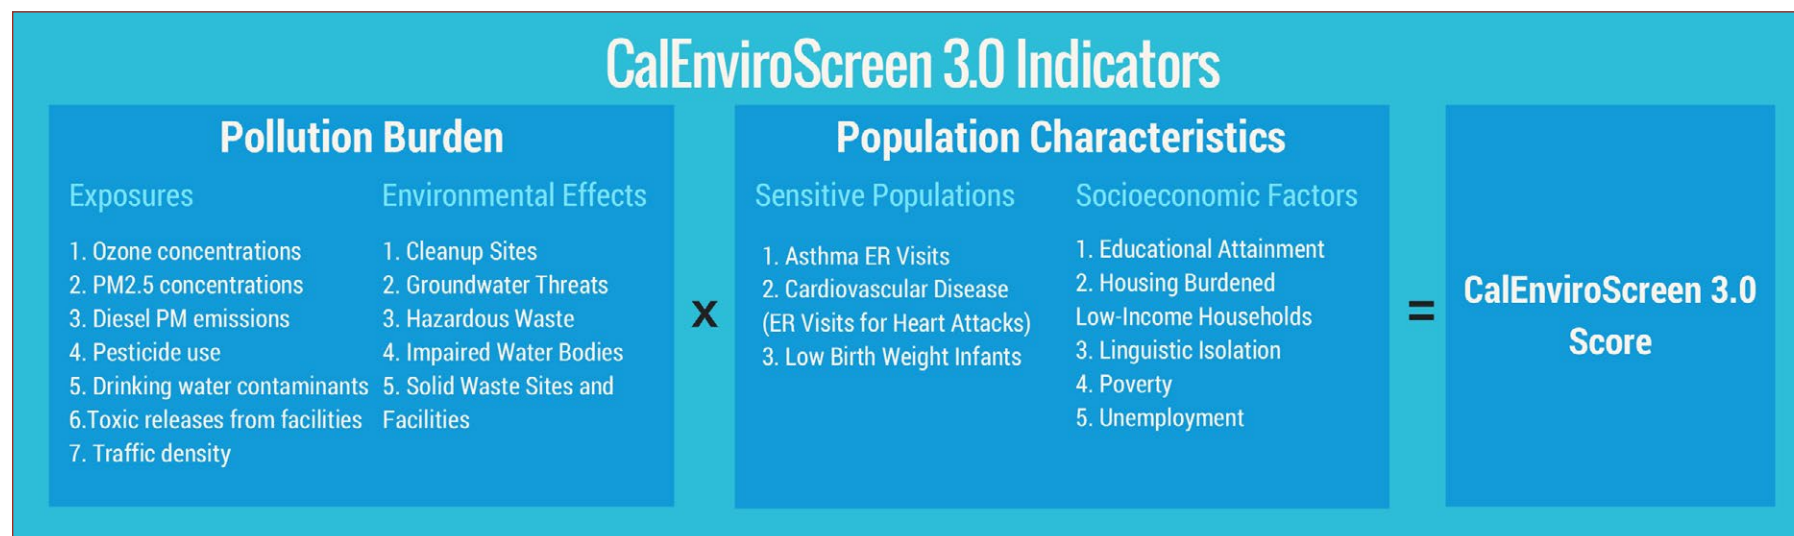 CalEnviroScreen 3.0 Indicators
Pollution Burden
Exposures
1. Ozone concentrations
2. PM2.5 concentrations
3. Diesel PM emissions
4. Pesticide use
5. Drinking water contaminants
6.Toxic releases from facilities
7. Traffic density
Environmental Effects
1. Cleanup Sites
2. Groundwater Threats
3. Hazardous Waste
4. Impaired Water Bodies
5. Solid Waste Sites and
Facilities
x
Population Characteristics
Sensitive Populations
1. Asthma ER Visits
2. Cardiovascular Disease
(ER Visits for Heart Attacks)
3. Low Birth Weight Infants
Socioeconomic Factors
1. Educational Attainment
2. Housing Burdened
Low-Income Households
3. Linguistic Isolation
4. Poverty
5. Unemployment
=
CalEnviroScreen 3.0
Score